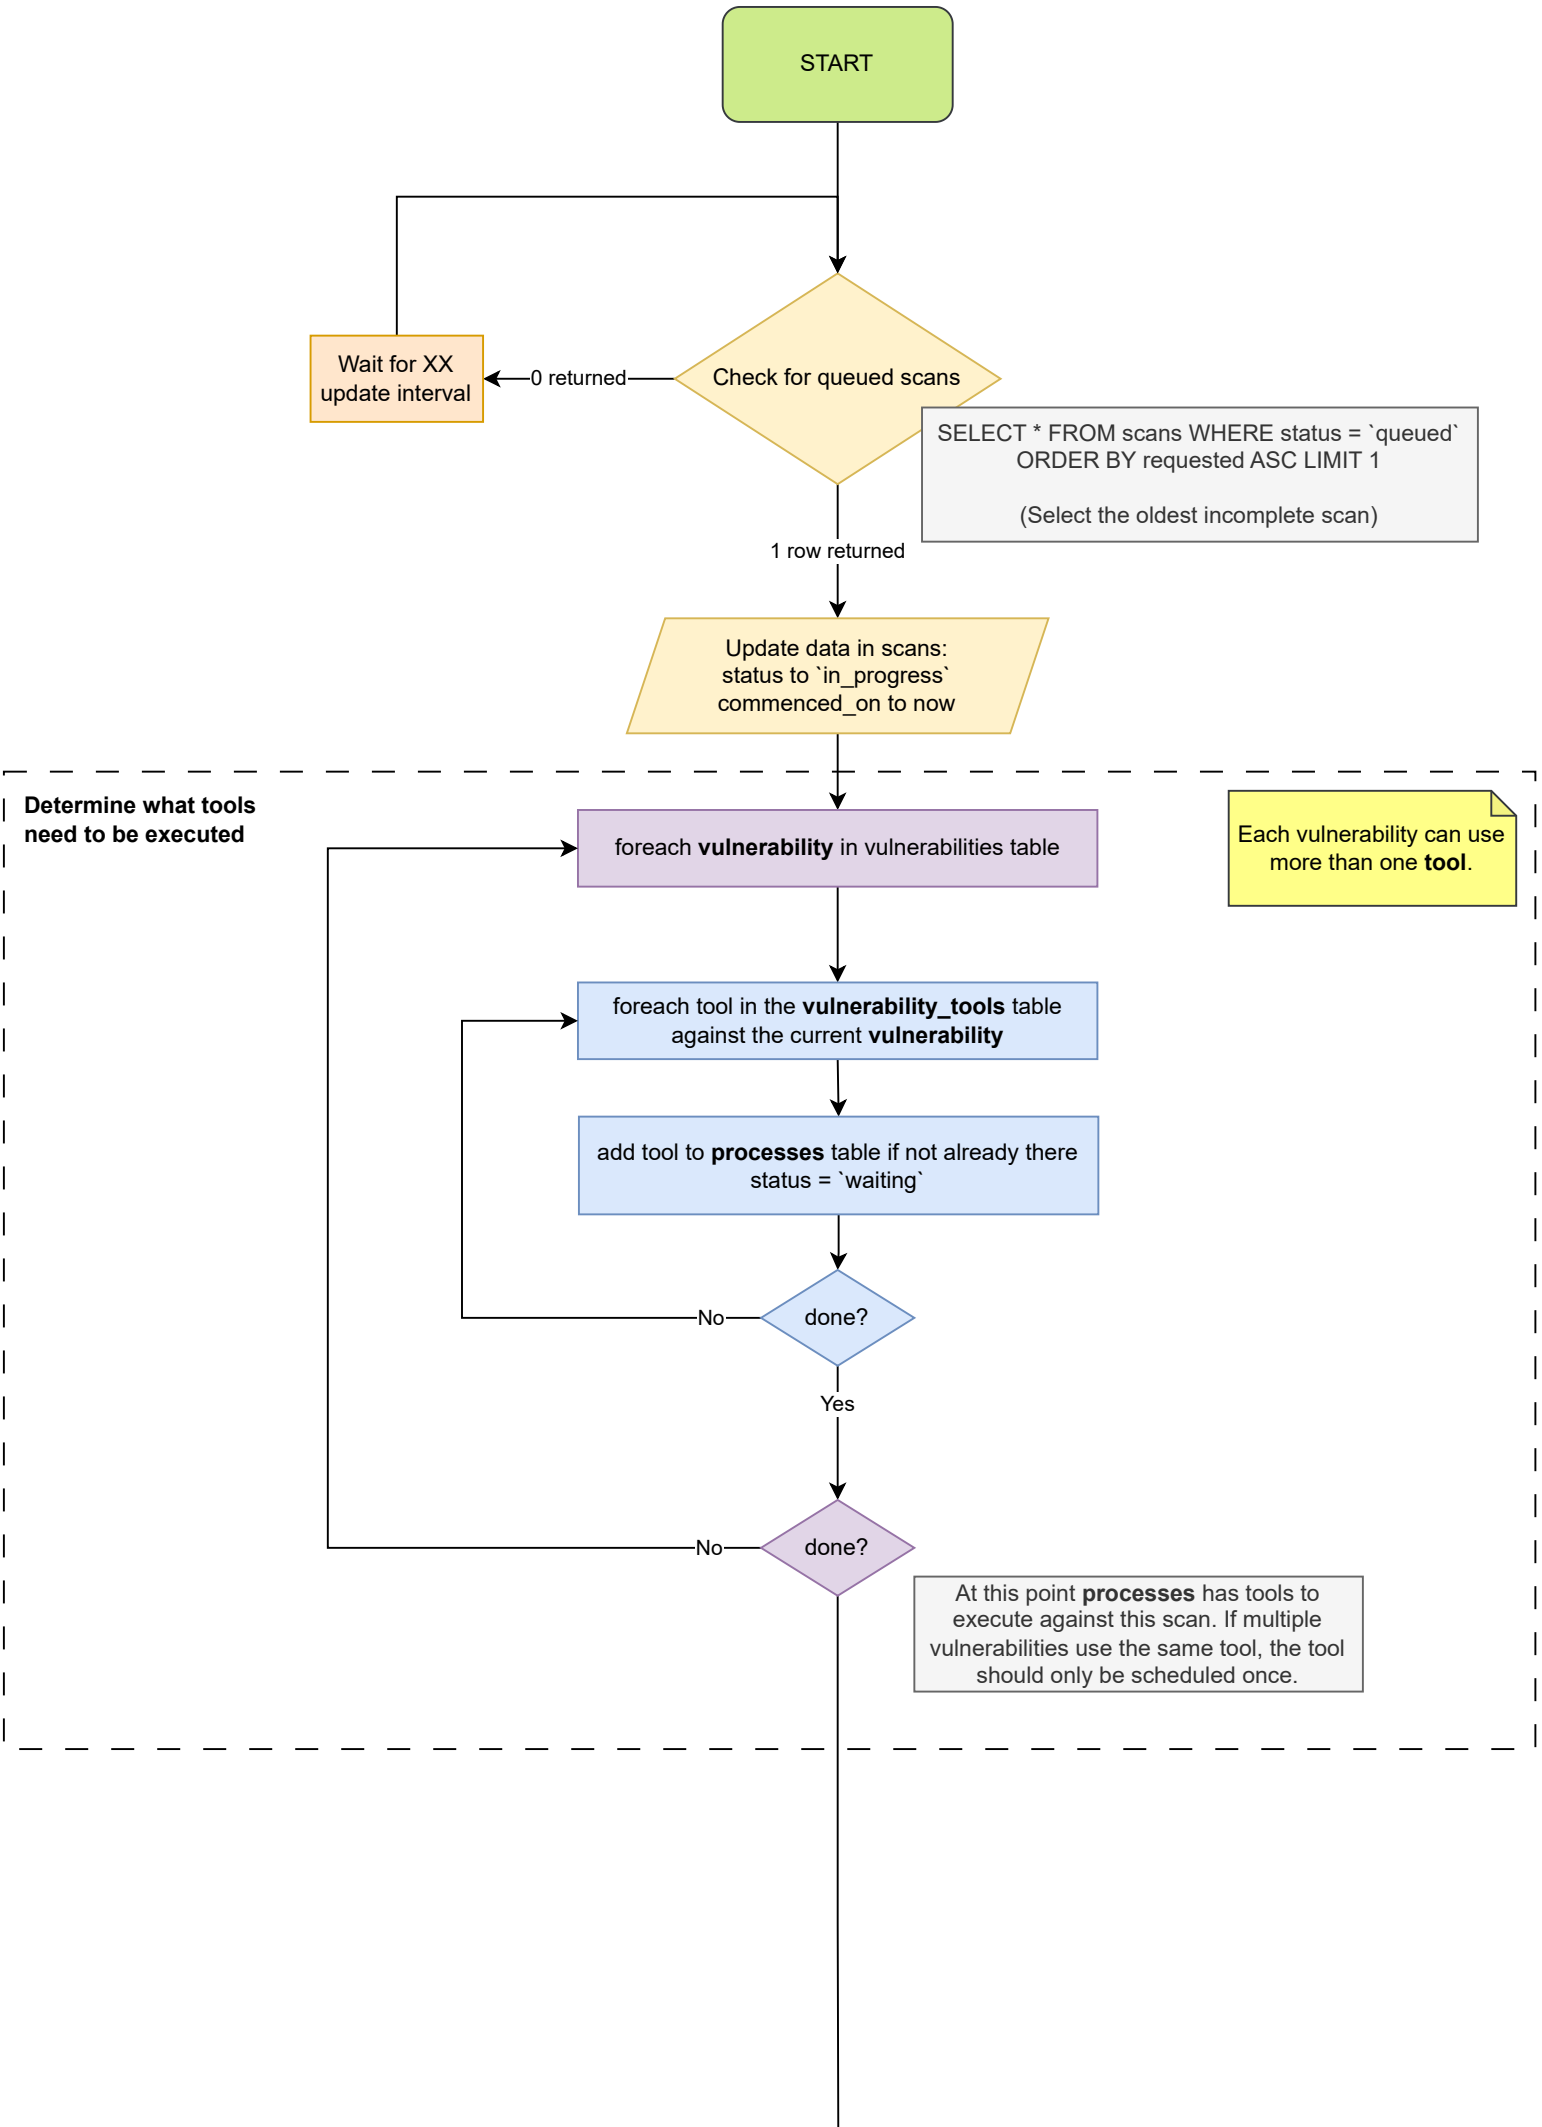 START
Wait for XX
update interval
0 returned
Check for queued scans
SELECT * FROM scans WHERE status = `queued`
ORDER BY requested ASC LIMIT 1
(Select the oldest incomplete scan)
1 row returned
Update data in scans:
status to `in_progress`
commenced_on to now
Determine what tools
need to be executed
foreach vulnerability in vulnerabilities table
Each vulnerability can use
more than one tool.
foreach tool in the vulnerability_tools table
against the current vulnerability
add tool to processes table if not already there
status = `waiting`
done?
No
Yes
done?
No
At this point processes has tools to
execute against this scan. If multiple
vulnerabilities use the same tool, the tool
should only be scheduled once.